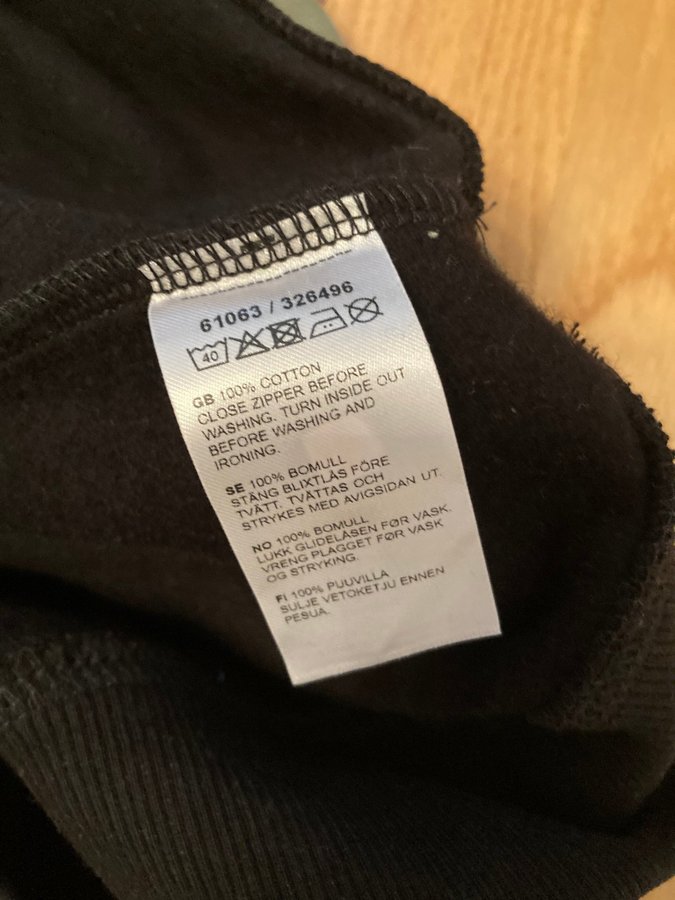 61063 / 326496
40
GB 100% COTTON
CLOSE ZIPPER BEFORE
WASHING. TURN INSIDE OUT
BEFORE WASHING AND
IRONING.
SE 100% BOMULL
STÄNG BLIXTLÅS FÖRE
TVÄTT. TVÄTTAS OCH
STRYKES MED AVIGSIDAN UT.
NO 100% BOMULL
LUKK GLIDELÅSEN FØR VASK.
VRENG PLAGGET FØR VASK
OG STRYKING.
FI 100% PUUVILLA
SULJE VETOKETJU ENNEN
PESUA.